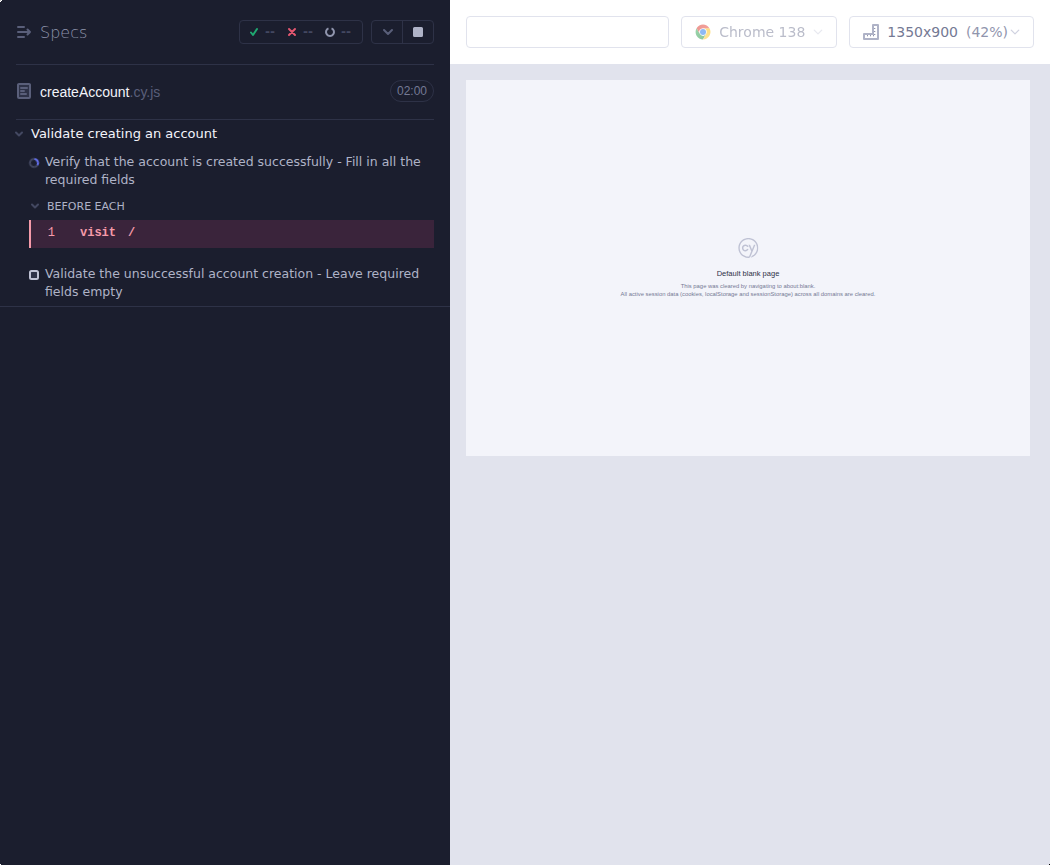 Specs
-- -- --
createAccount.cy.js
02:00
Validate creating an account
Verify that the account is created successfully - Fill in all the
required fields
BEFORE EACH
1 visit /
Validate the unsuccessful account creation - Leave required
fields empty
Chrome 138
1350x900 (42%)
cy
Default blank page
This page was cleared by navigating to about:blank.
All active session data (cookies, localStorage and sessionStorage) across all domains are cleared.